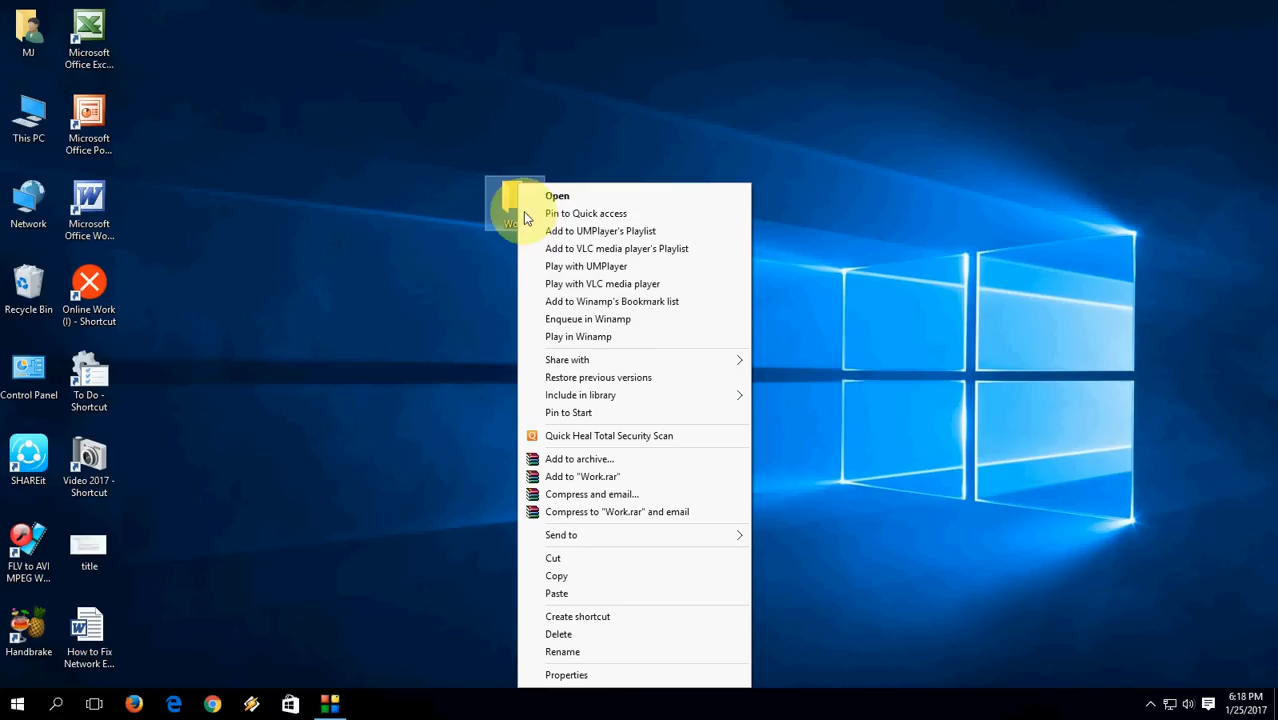 MJ
Microsoft
Office Exc...
This PC
Microsoft
Office Po...
Network
Microsoft
Office Wo...
Recycle Bin
Online Work
(I) - Shortcut
Control Panel
To Do -
Shortcut
SHAREit
Video 2017 -
Shortcut
FLV to AVI
MPEG W...
title
Handbrake
How to Fix
Network E...
Open
Pin to Quick access
Add to UMPlayer's Playlist
Add to VLC media player's Playlist
Play with UMPlayer
Play with VLC media player
Add to Winamp's Bookmark list
Enqueue in Winamp
Play in Winamp
Share with
Restore previous versions
Include in library
Pin to Start
Quick Heal Total Security Scan
Add to archive...
Add to "Work.rar"
Compress and email...
Compress to "Work.rar" and email
Send to
Cut
Copy
Paste
Create shortcut
Delete
Rename
Properties
6:18 PM
1/25/2017